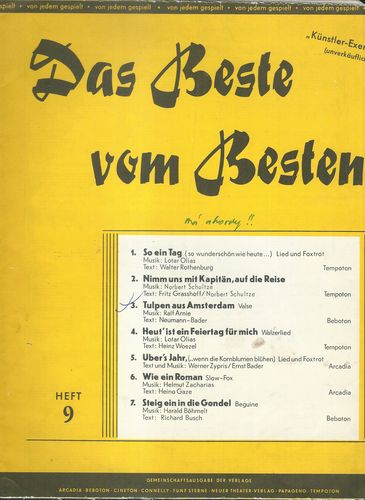 gespielt • von jedem gespielt • von jedem gespielt • von jedem gespielt • von jedem gespielt • von jedem gespielt
„Künstler-Exem
(unverkäuflich
Das Beste
vom Besten
1. So ein Tag (so wunderschön wie heute...) Lied und Foxtrot
Musik: Lotar Olias
Text: Walter Rothenburg Tempoton
2. Nimm uns mit Kapitän, auf die Reise
Musik: Norbert Schultze
Text: Fritz Grasshoff/Norbert Schultze Tempoton
3. Tulpen aus Amsterdam Valse
Musik: Ralf Arnie
Text: Neumann-Bader Beboton
4. Heut' ist ein Feiertag für mich Walzerlied
Musik: Lotar Olias
Text: Heinz Woezel Tempoton
5. Über's Jahr, (..wenn die Kornblumen blühen) Lied und Foxtrot
Text und Musik: Werner Zypris/Ernst Bader Arcadia
6. Wie ein Roman Slow-Fox
Musik: Helmut Zacharias
Text: Heino Gaze Arcadia
7. Steig ein in die Gondel Beguine
Musik: Harald Böhmelt
Text: Richard Busch Beboton
HEFT
9
GEMEINSCHAFTSAUSGABE DER VERLAGE
ARCADIA · BEBOTON · CINETON · CONNELLY · FÜNF STERNE · NEUER THEATER-VERLAG · PAPAGENO · TEMPOTON